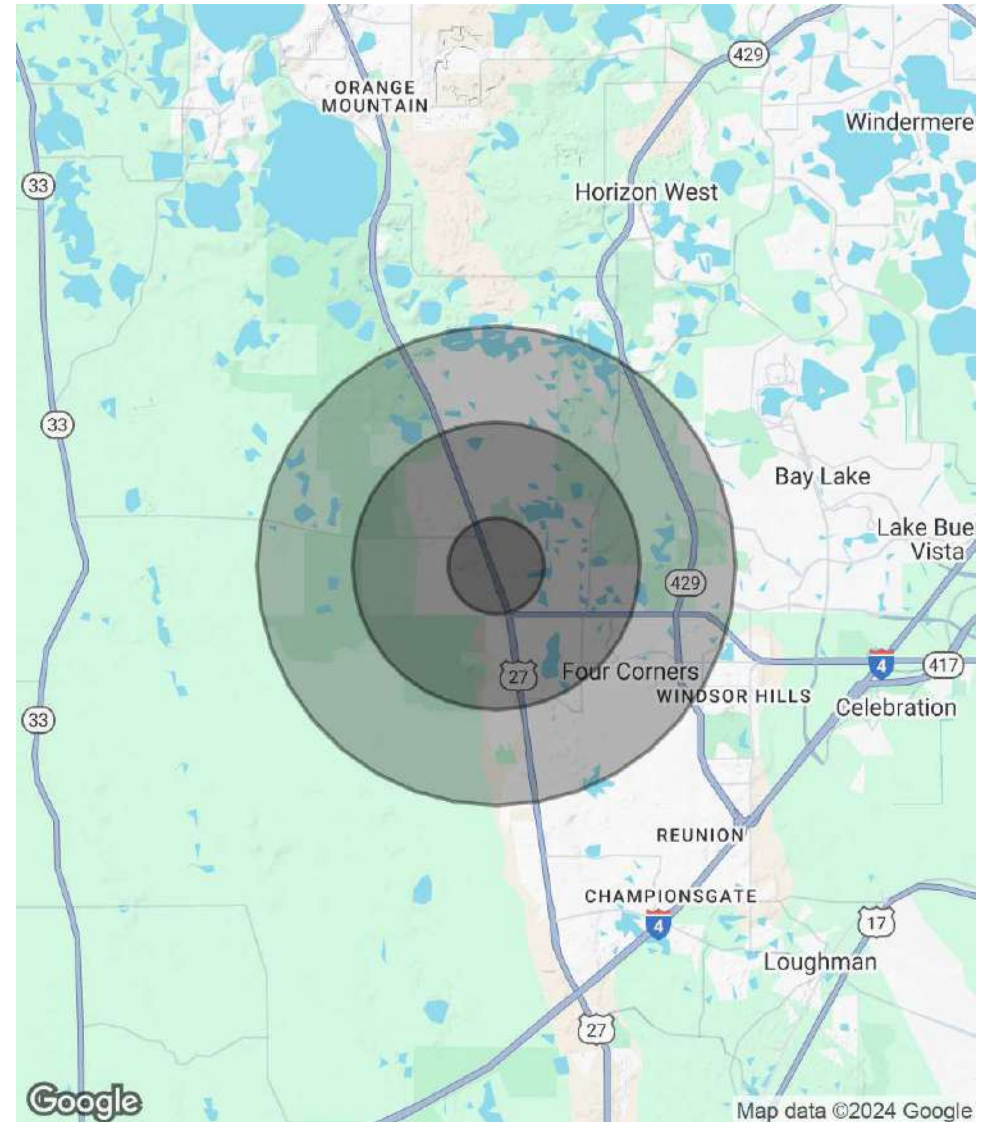 429
ORANGE
MOUNTAIN
Windermere
33
Horizon West
33
Bay Lake
Lake Bue
Vista
429
27
Four Corners
4
417
WINDSOR HILLS
Celebration
33
REUNION
CHAMPIONSGATE
4
17
Loughman
27
Google
Map data ©2024 Google